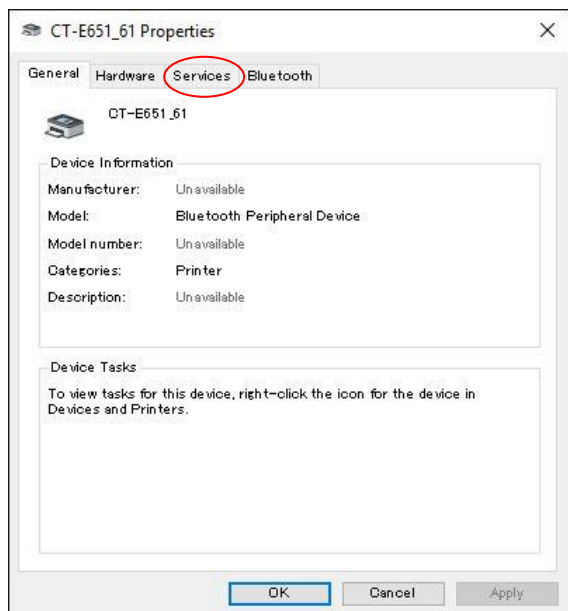 CT-E651_61 Properties
General Hardware Services Bluetooth
CT-E651_61
Device Information
Manufacturer: Unavailable
Model: Bluetooth Peripheral Device
Model number: Unavailable
Categories: Printer
Description: Unavailable
Device Tasks
To view tasks for this device, right-click the icon for the device in
Devices and Printers.
OK Cancel Apply